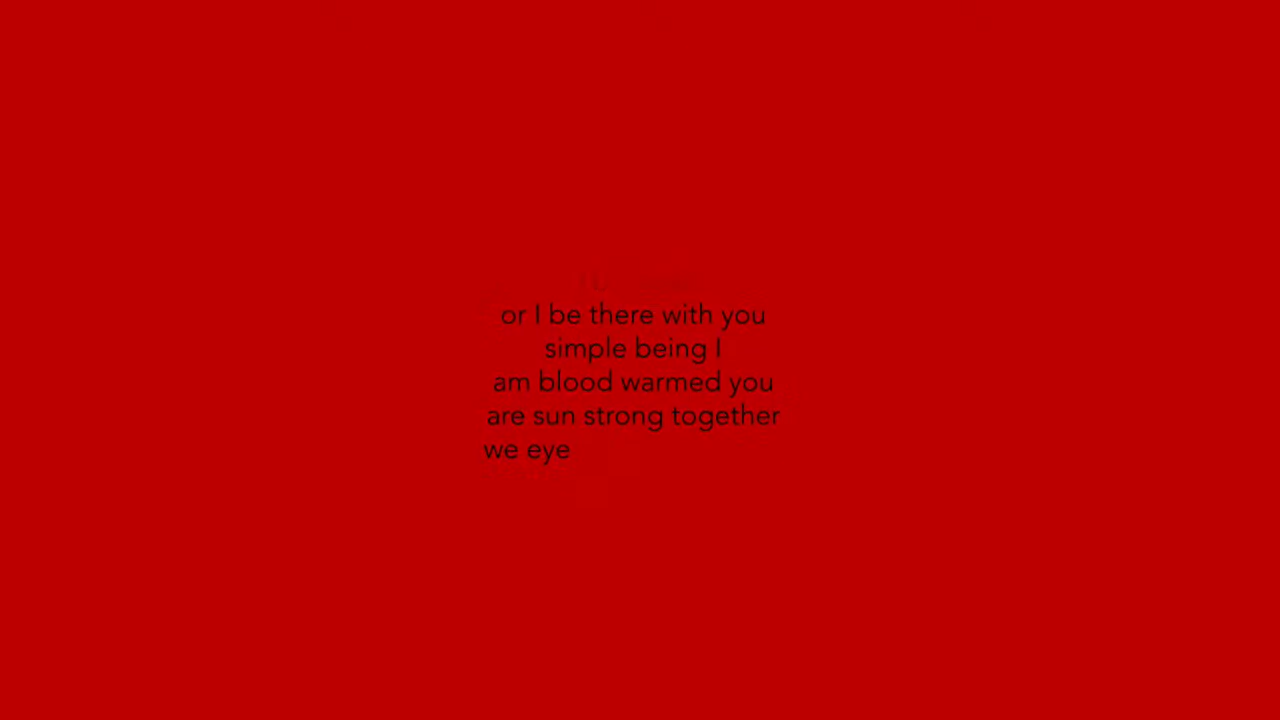 or I be there with you
simple being I
am blood warmed you
are sun strong together
we eye